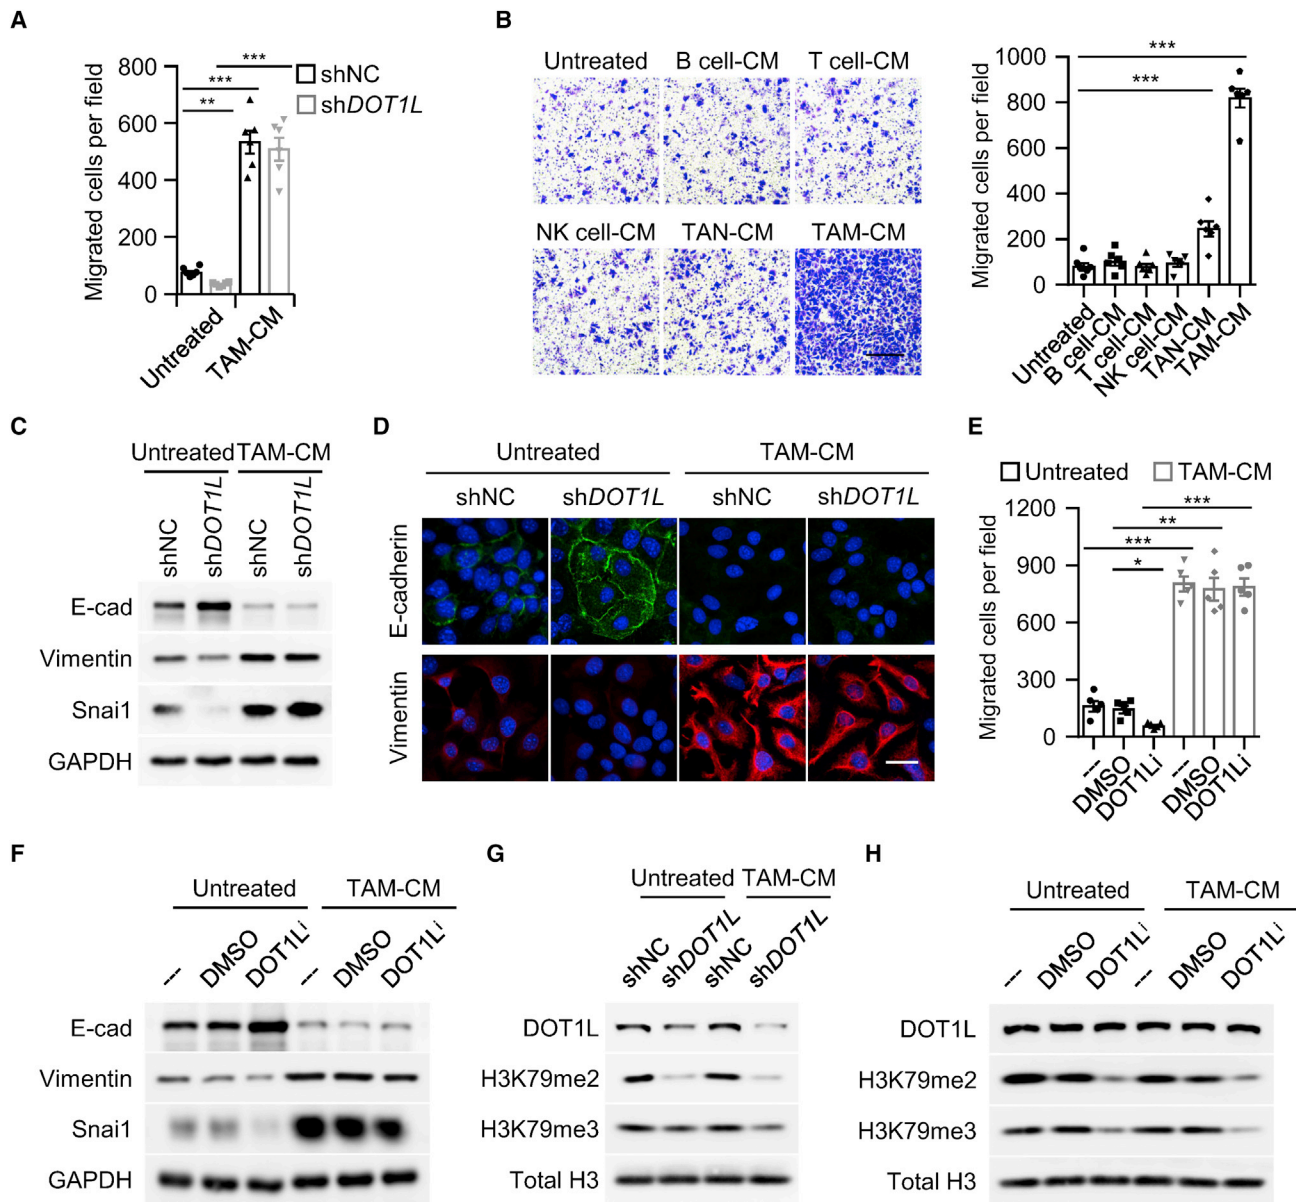 A
Migrated cells per field
800
600
400
200
0
***
***
**
shNC
shDOT1L
Untreated
TAM-CM
B
Untreated
B cell-CM
T cell-CM
NK cell-CM
TAN-CM
TAM-CM
Migrated cells per field
1000
800
600
400
200
0
***
***
Untreated
B cell-CM
T cell-CM
NK cell-CM
TAN-CM
TAM-CM
C
Untreated TAM-CM
shNC
shDOT1L
shNC
shDOT1L
E-cad
Vimentin
Snai1
GAPDH
D
Untreated TAM-CM
shNC shDOT1L shNC shDOT1L
E-cadherin
Vimentin
E
Untreated TAM-CM
Migrated cells per field
1200
900
600
300
0
***
**
***
*
---
DMSO
DOT1Li
---
DMSO
DOT1Li
F
Untreated TAM-CM
---
DMSO
DOT1Li
---
DMSO
DOT1Li
E-cad
Vimentin
Snai1
GAPDH
G
Untreated TAM-CM
shNC
shDOT1L
shNC
shDOT1L
DOT1L
H3K79me2
H3K79me3
Total H3
H
Untreated TAM-CM
---
DMSO
DOT1Li
---
DMSO
DOT1Li
DOT1L
H3K79me2
H3K79me3
Total H3